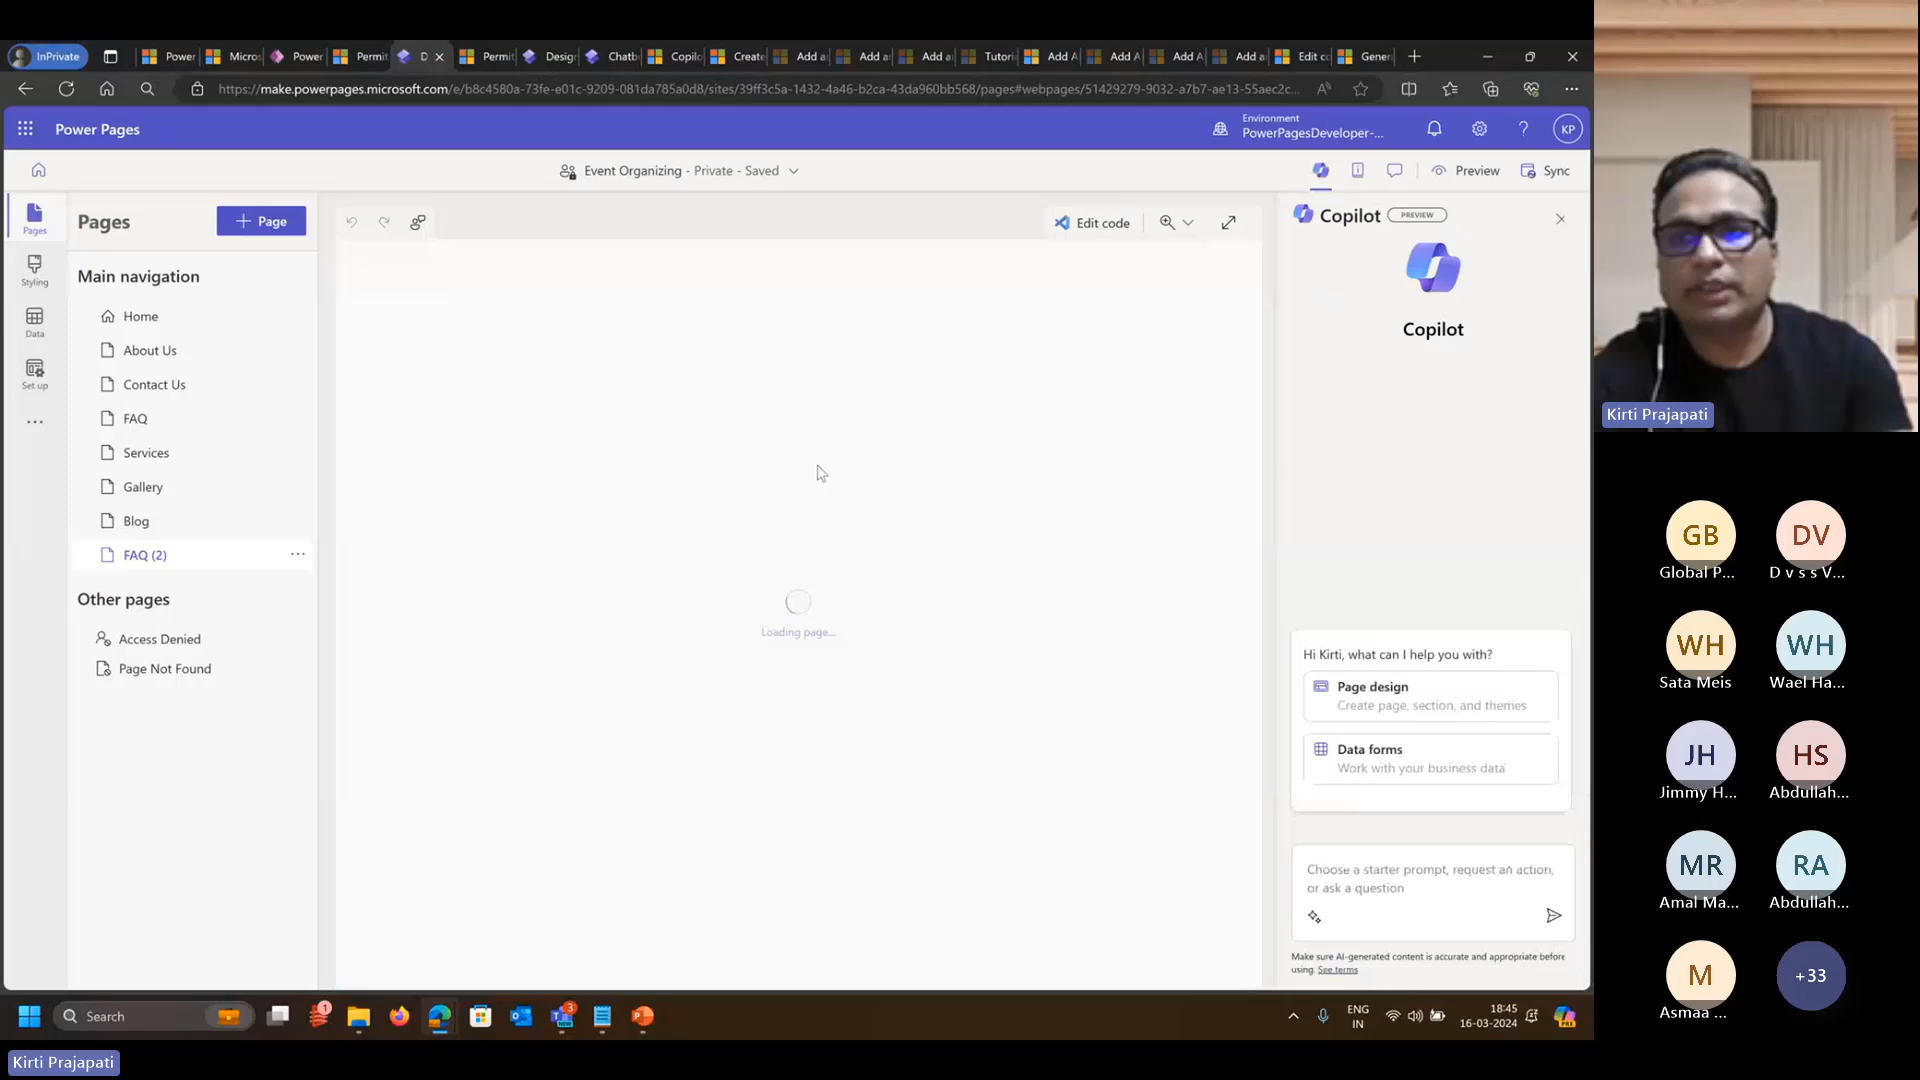 InPrivate
Power
Micros
Power
Permit
D
Permit
Desig
Chatb
Copilo
Create
Add a
Add a
Add a
Tutori
Add A
Add A
Add A
Add a
Edit co
Gener
https://make.powerpages.microsoft.com/e/b8c4580a-73fe-e01c-9209-081da785a0d8/sites/39ff3c5a-1432-4a46-b2ca-43da960bb568/pages#webpages/51429279-9032-a7b7-ae13-55aec2c...
Power Pages
Environment
PowerPagesDeveloper-...
KP
Event Organizing - Private - Saved
Preview
Sync
Pages
Styling
Data
Set up
Pages
Page
Main navigation
Home
About Us
Contact Us
FAQ
Services
Gallery
Blog
FAQ (2)
Other pages
Access Denied
Page Not Found
Edit code
Loading page...
Copilot PREVIEW
Copilot
Hi Kirti, what can I help you with?
Page design
Create page, section, and themes
Data forms
Work with your business data
Choose a starter prompt, request an action,
or ask a question
Make sure AI-generated content is accurate and appropriate before
using. See terms
Search
1
3
NEW
ENG
IN
18:45
16-03-2024
PRE
Kirti Prajapati
Kirti Prajapati
GB
Global P...
DV
D v s s V...
WH
Sata Meis
WH
Wael Ha...
JH
Jimmy H...
HS
Abdullah...
MR
Amal Ma...
RA
Abdullah...
M
Asmaa ...
+33